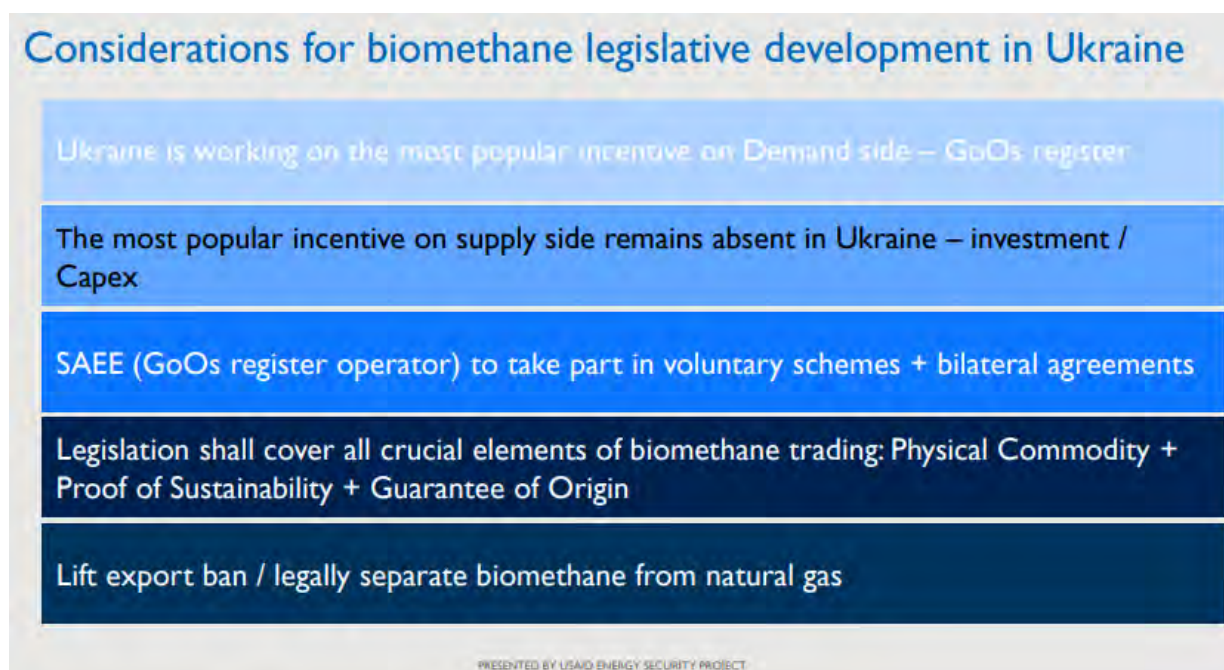 Considerations for biomethane legislative development in Ukraine
Ukraine is working on the most popular incentive on Demand side – GoOs register
The most popular incentive on supply side remains absent in Ukraine – investment /
Capex
SAEE (GoOs register operator) to take part in voluntary schemes + bilateral agreements
Legislation shall cover all crucial elements of biomethane trading: Physical Commodity +
Proof of Sustainability + Guarantee of Origin
Lift export ban / legally separate biomethane from natural gas
PRESENTED BY USAID ENERGY SECURITY PROJECT